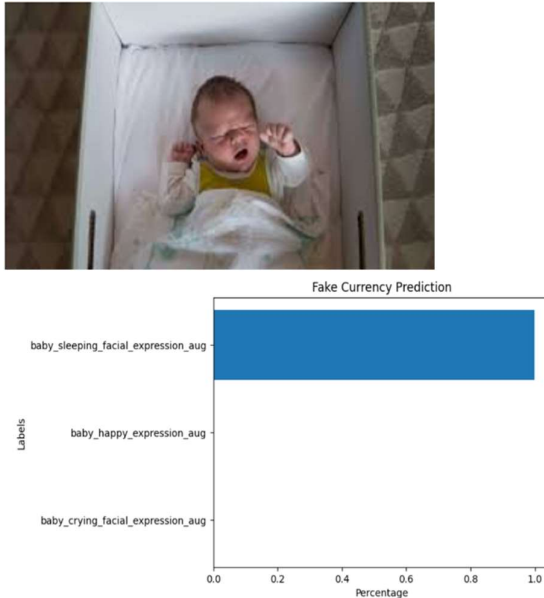 Fake Currency Prediction
baby_sleeping_facial_expression_aug
baby_happy_expression_aug
baby_crying_facial_expression_aug
Labels
0.0 0.2 0.4 0.6 0.8 1.0
Percentage